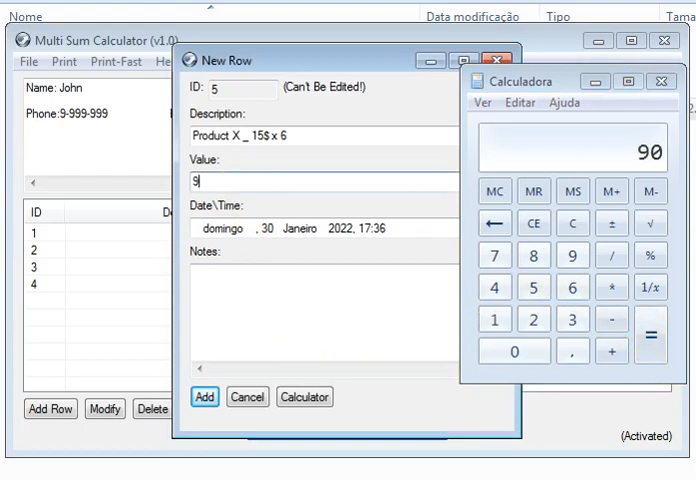 Nome Data modificação Tipo Tama
Multi Sum Calculator (v1.0)
File Print Print-Fast He
Name: John
Phone:9-999-999
ID De
1
2
3
4
Add Row Modify Delete
(Activated)
New Row
ID: 5 (Can't Be Edited!)
Description:
Product X _ 15$ x 6
Value:
9
Date\Time:
domingo , 30 Janeiro 2022, 17:36
Notes:
Add Cancel Calculator
Calculadora
Ver Editar Ajuda
90
MC MR MS M+ M-
← CE C ± √
7 8 9 / %
4 5 6 * 1/x
1 2 3 - =
0 , +